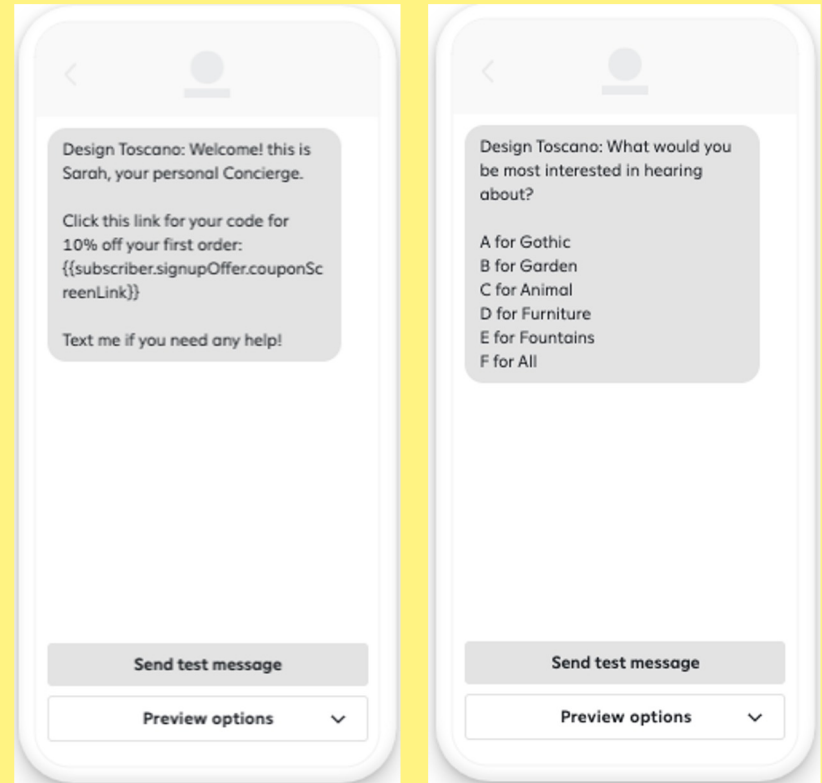 Design Toscano: Welcome! this is
Sarah, your personal Concierge.
Click this link for your code for
10% off your first order:
{{subscriber.signupOffer.couponSc
reenLink}}
Text me if you need any help!
Send test message
Preview options
Design Toscano: What would you
be most interested in hearing
about?
A for Gothic
B for Garden
C for Animal
D for Furniture
E for Fountains
F for All
Send test message
Preview options